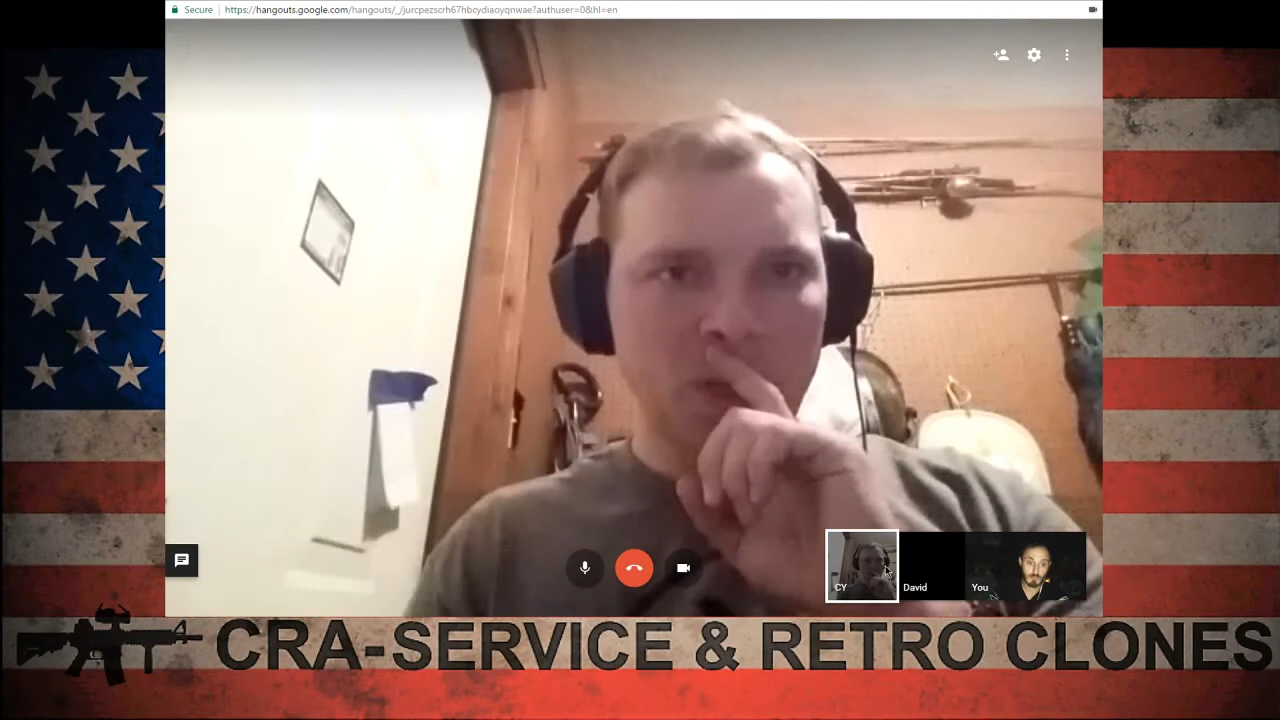 Secure
https://hangouts.google.com/hangouts/_/jurcpezscrh67hbcydiaoyqnwae?authuser=0&hl=en
CY
David
You
CRA-SERVICE & RETRO CLONES